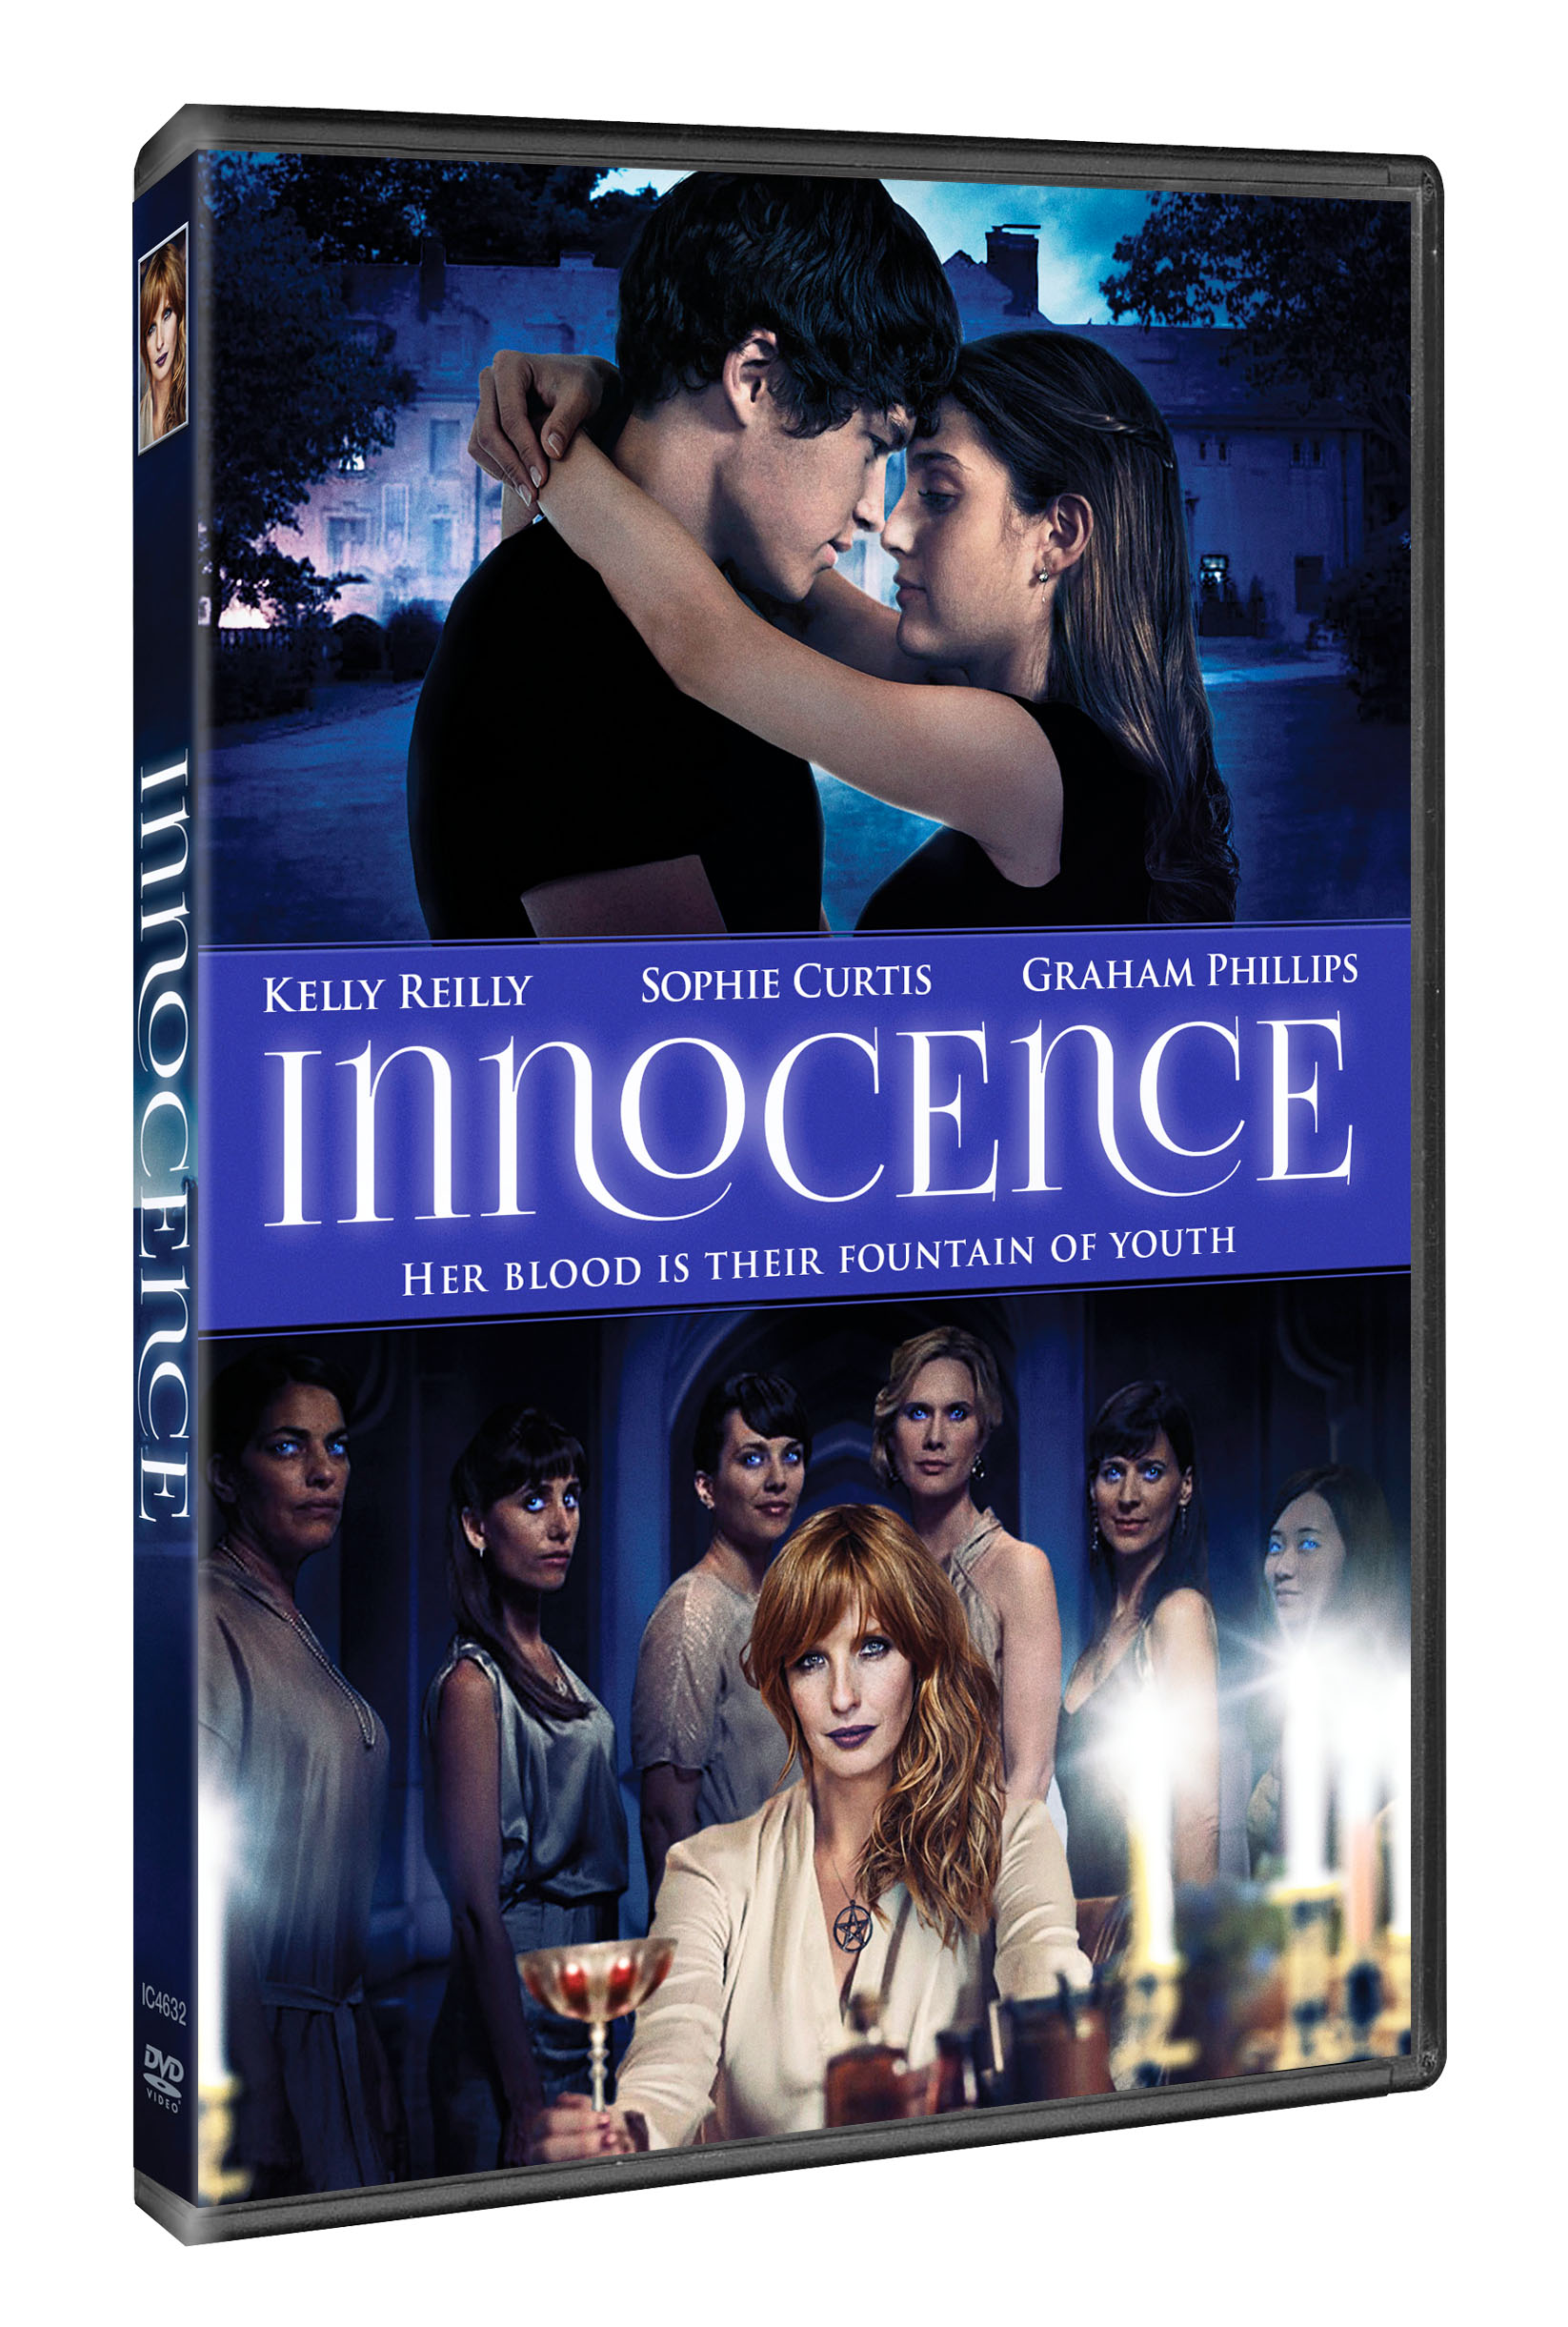 KELLY REILLY SOPHIE CURTIS GRAHAM PHILLIPS
INNOCENCE
HER BLOOD IS THEIR FOUNTAIN OF YOUTH
INNOCENCE
IC4632
DVD
VIDEO